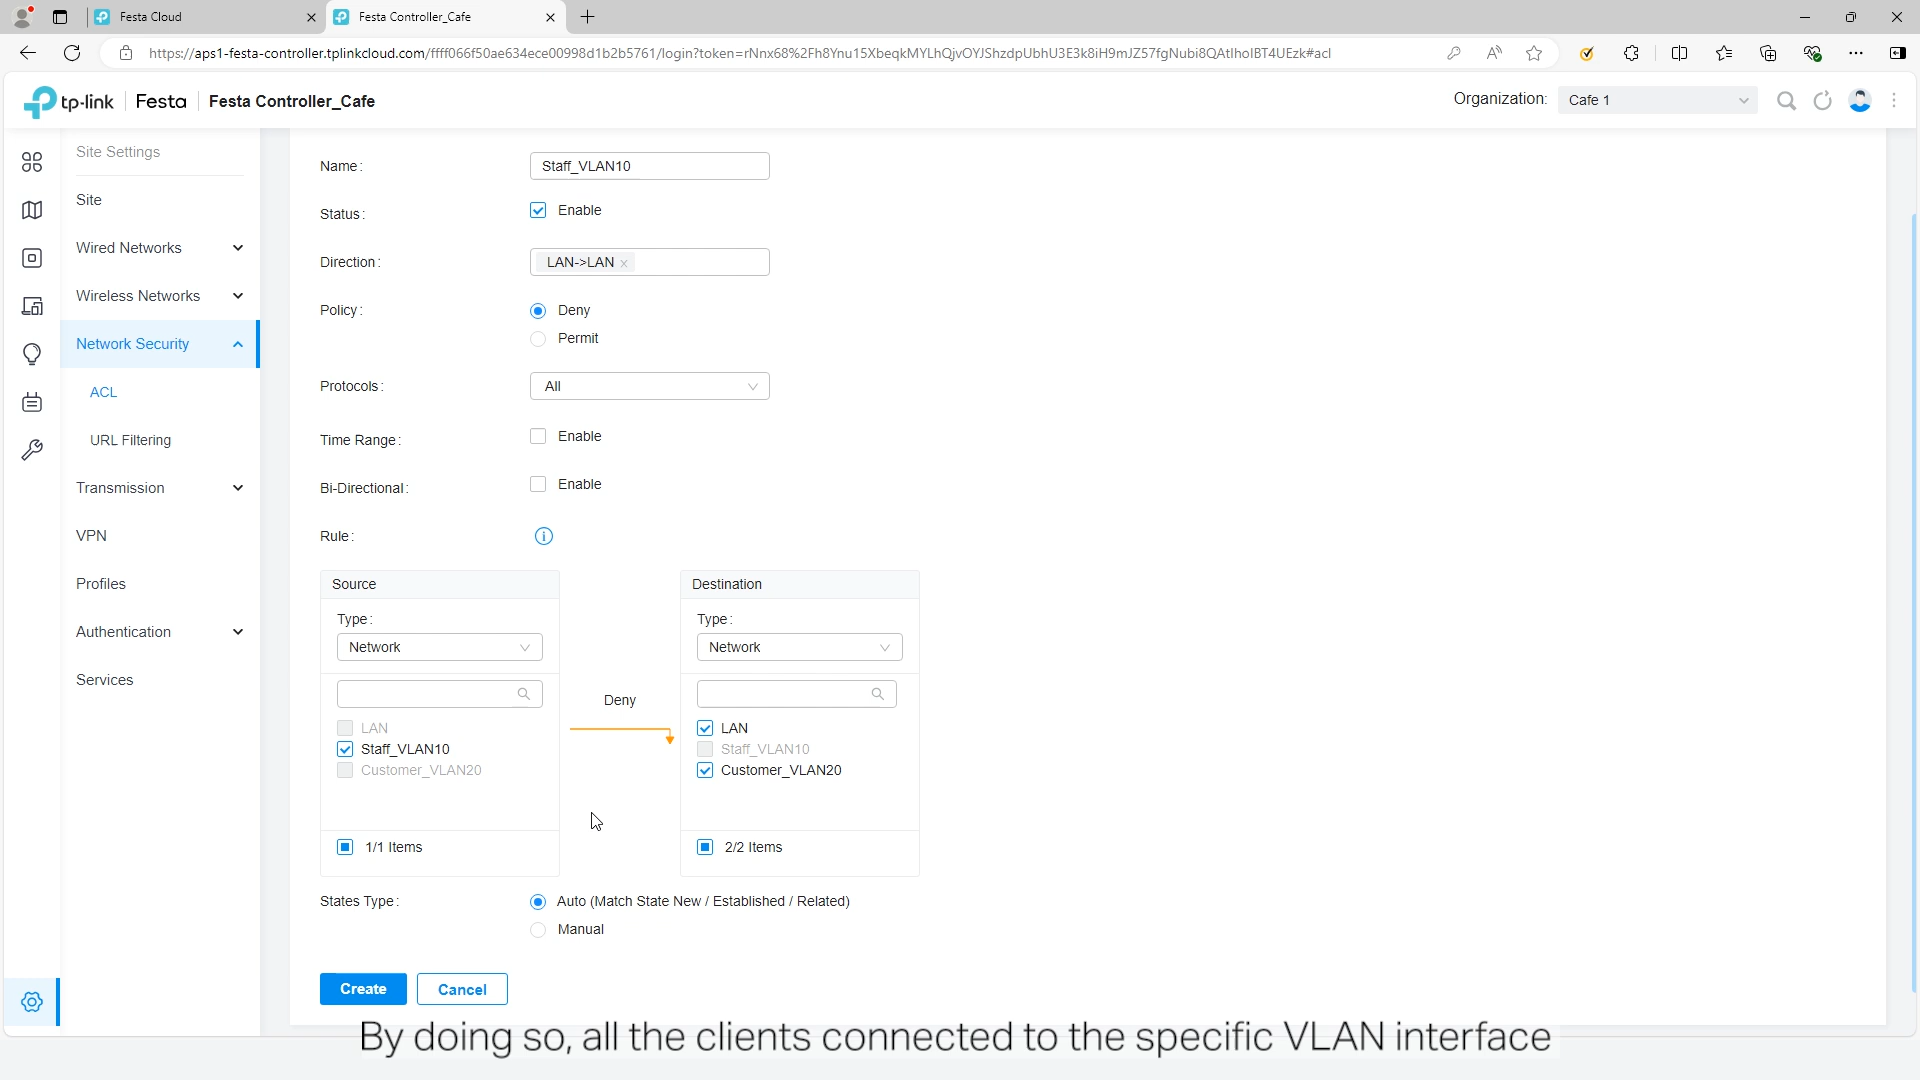 Festa Cloud
Festa Controller_Cafe
https://aps1-festa-controller.tplinkcloud.com/ffff066f50ae634ece00998d1b2b5761/login?token=rNnx68%2Fh8Ynu15XbeqkMYLhQjvOYJShzdpUbhU3E3k8iH9mJZ57fgNubi8QAtlholBT4UEzk#acl
tp-link
Festa
Festa Controller_Cafe
Organization:
Cafe 1
Site Settings
Site
Wired Networks
Wireless Networks
Network Security
ACL
URL Filtering
Transmission
VPN
Profiles
Authentication
Services
Name:
Staff_VLAN10
Status:
Enable
Direction:
LAN->LAN
Policy:
Deny
Permit
Protocols:
All
Time Range:
Enable
Bi-Directional:
Enable
Rule:
Source
Type:
Network
LAN
Staff_VLAN10
Customer_VLAN20
1/1 Items
Deny
Destination
Type:
Network
LAN
Staff_VLAN10
Customer_VLAN20
2/2 Items
States Type:
Auto (Match State New / Established / Related)
Manual
Create
Cancel
By doing so, all the clients connected to the specific VLAN interface